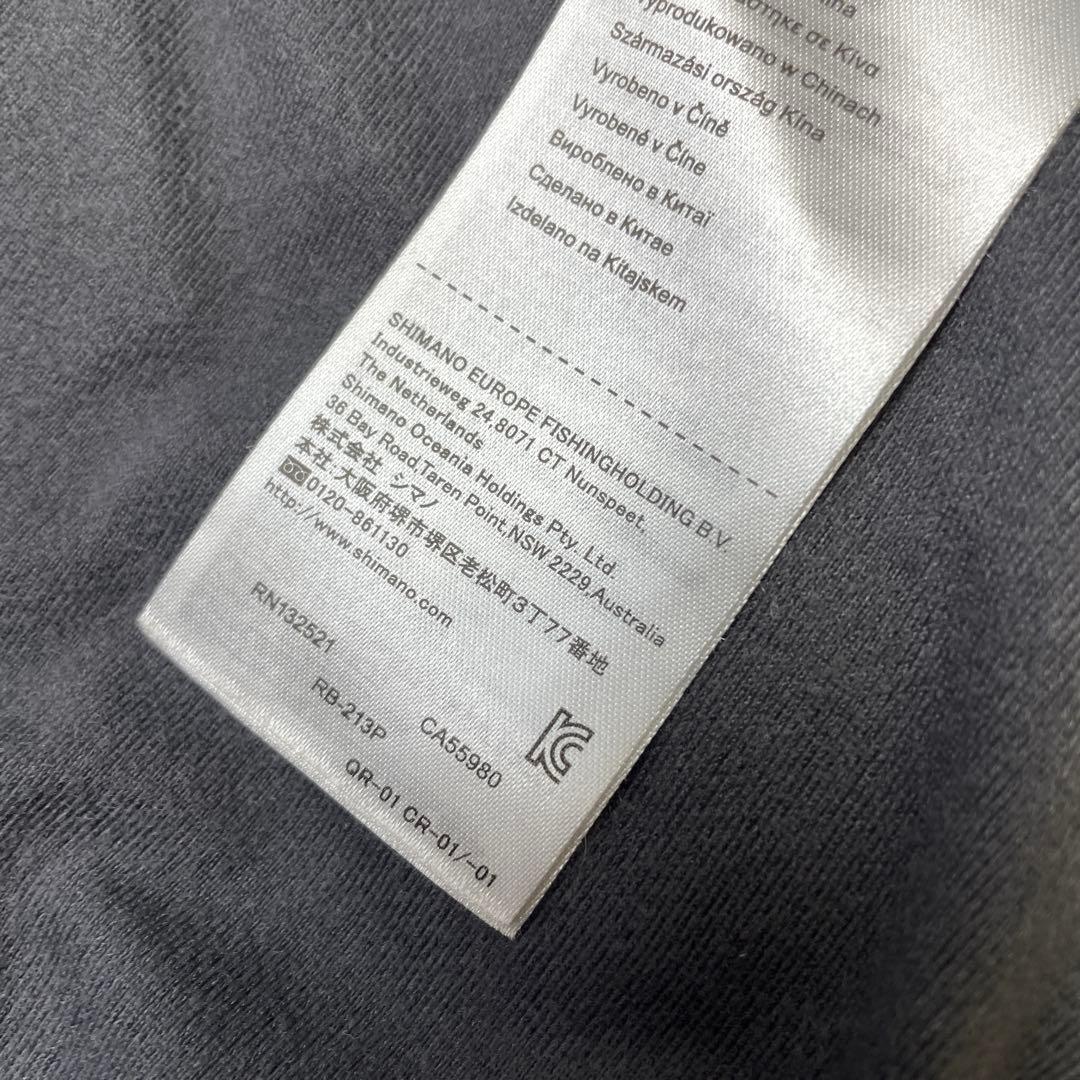 σε Κίνα
w Chinach
Származási ország Kína
Vyrobeno v Číně
Vyrobené v Číne
Вироблено в Китаї
Сделано в Китае
Izdelano na Kitajskem
SHIMANO EUROPE FISHINGHOLDING B.V.
Industrieweg 24,8071 CT Nunspeet.
The Netherlands
Shimano Oceania Holdings Pty. Ltd.
36 Bay Road,Taren Point,NSW 2229,Australia
株式会社 シマノ
本社 大阪府堺市堺区老松町3丁77番地
0120-861130
http://www.shimano.com
RN132521
RB-213P CA55980
KC
QR-01 CR-01/-01